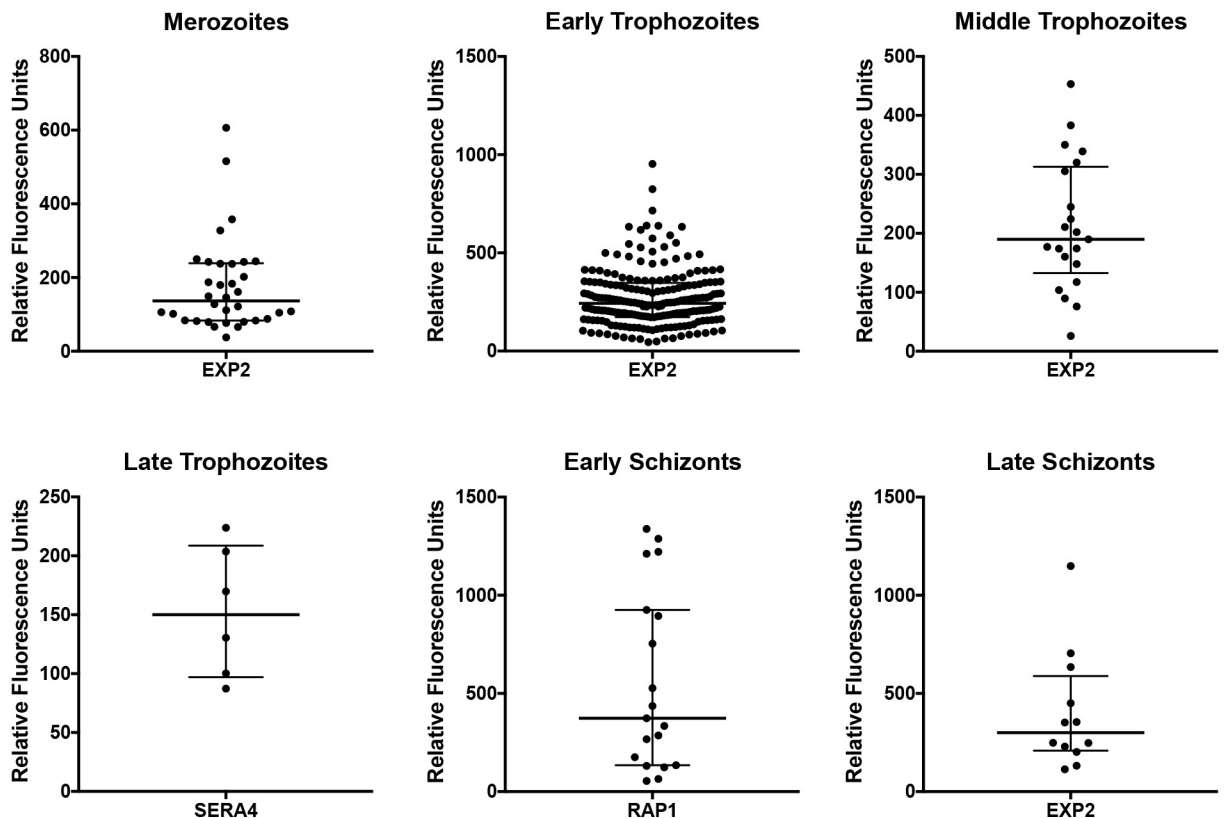 Merozoites
Relative Fluorescence Units
800
600
400
200
0
EXP2
Early Trophozoites
Relative Fluorescence Units
1500
1000
500
0
EXP2
Middle Trophozoites
Relative Fluorescence Units
500
400
300
200
100
0
EXP2
Late Trophozoites
Relative Fluorescence Units
250
200
150
100
50
0
SERA4
Early Schizonts
Relative Fluorescence Units
1500
1000
500
0
RAP1
Late Schizonts
Relative Fluorescence Units
1500
1000
500
0
EXP2